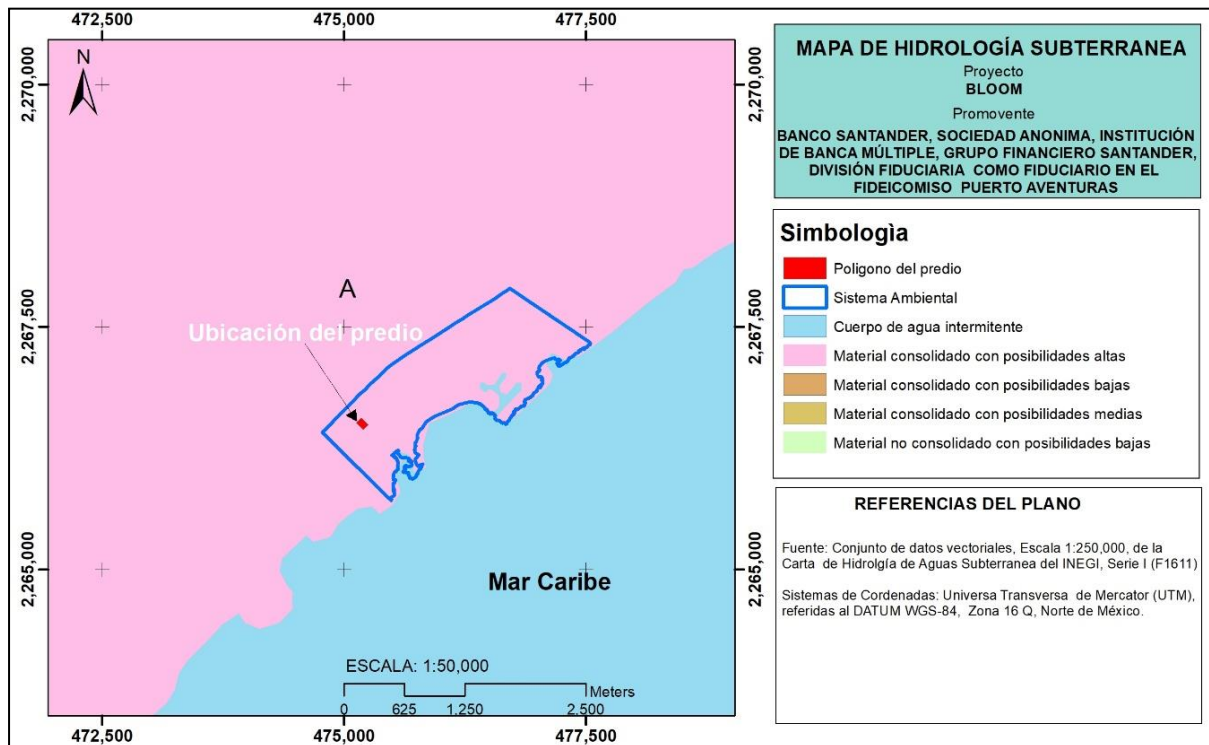 472,500
475,000
477,500
2,270,000
2,267,500
2,265,000
N
A
Ubicación del predio
Mar Caribe
ESCALA: 1:50,000
Meters
0
625
1.250
2.500
2,270,000
2,267,500
2,265,000
472,500
475,000
477,500
MAPA DE HIDROLOGÍA SUBTERRANEA
Proyecto
BLOOM
Promovente
BANCO SANTANDER, SOCIEDAD ANONIMA, INSTITUCIÓN
DE BANCA MÚLTIPLE, GRUPO FINANCIERO SANTANDER,
DIVISIÓN FIDUCIARIA COMO FIDUCIARIO EN EL
FIDEICOMISO PUERTO AVENTURAS
Simbologìa
Poligono del predio
Sistema Ambiental
Cuerpo de agua intermitente
Material consolidado con posibilidades altas
Material consolidado con posibilidades bajas
Material consolidado con posibilidades medias
Material no consolidado con posibilidades bajas
REFERENCIAS DEL PLANO
Fuente: Conjunto de datos vectoriales, Escala 1:250,000, de la
Carta de Hidrolgía de Aguas Subterranea del INEGI, Serie I (F1611)
Sistemas de Cordenadas: Universa Transversa de Mercator (UTM),
referidas al DATUM WGS-84, Zona 16 Q, Norte de México.